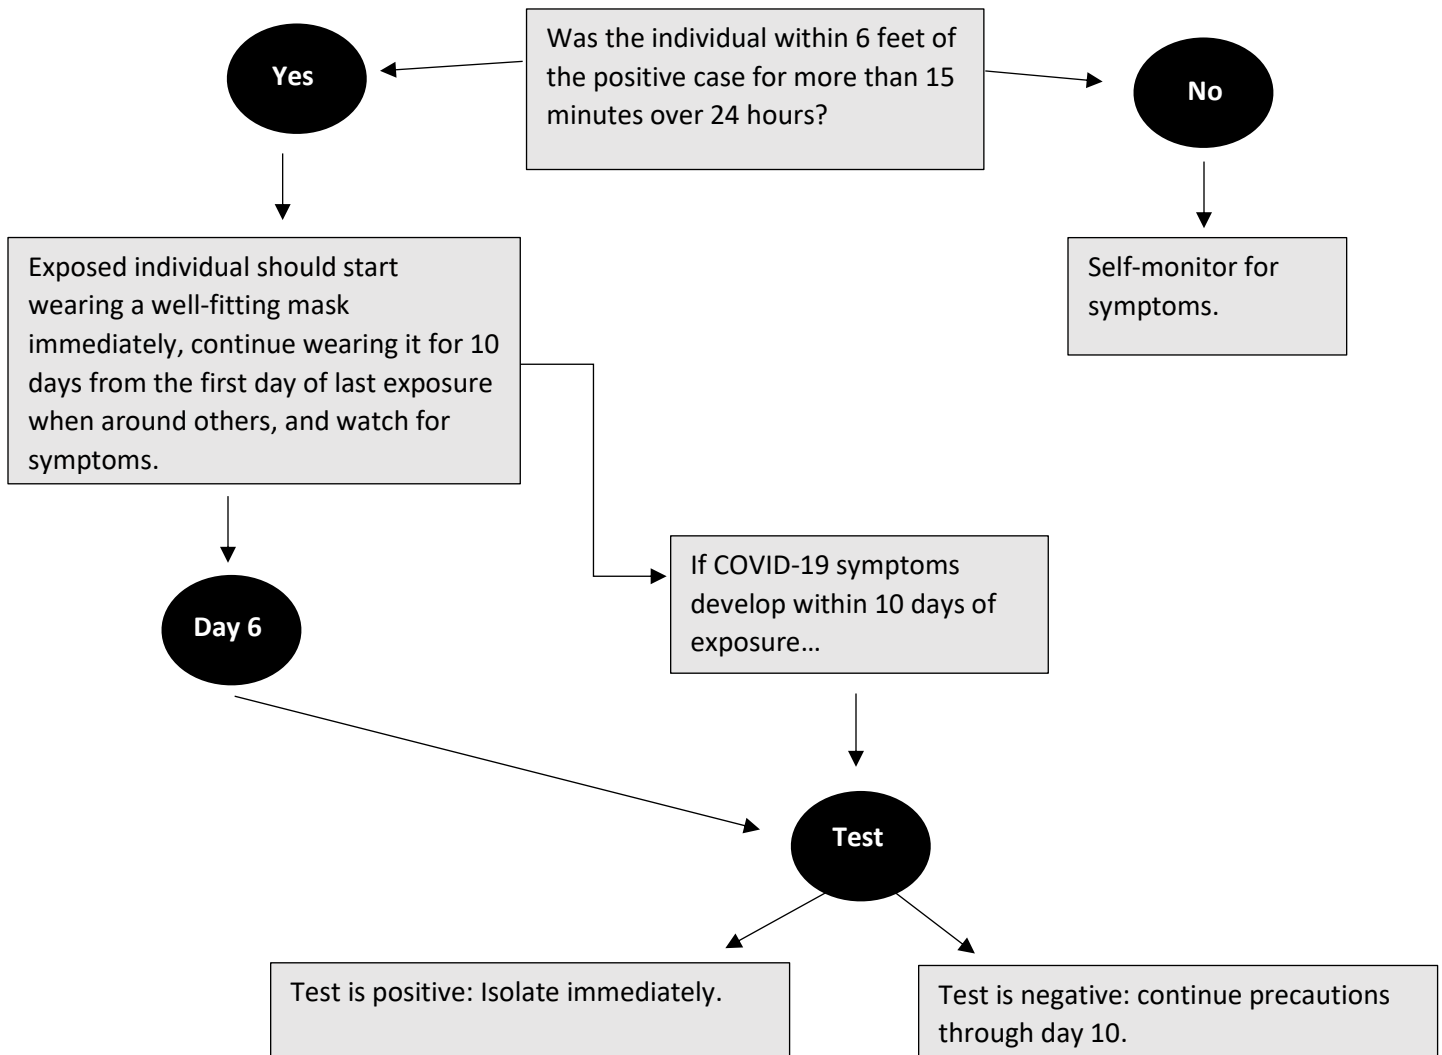 Was the individual within 6 feet of
the positive case for more than 15
minutes over 24 hours?
Yes
No
Exposed individual should start
wearing a well-fitting mask
immediately, continue wearing it for 10
days from the first day of last exposure
when around others, and watch for
symptoms.
Self-monitor for
symptoms.
If COVID-19 symptoms
develop within 10 days of
exposure…
Day 6
Test
Test is positive: Isolate immediately.
Test is negative: continue precautions
through day 10.